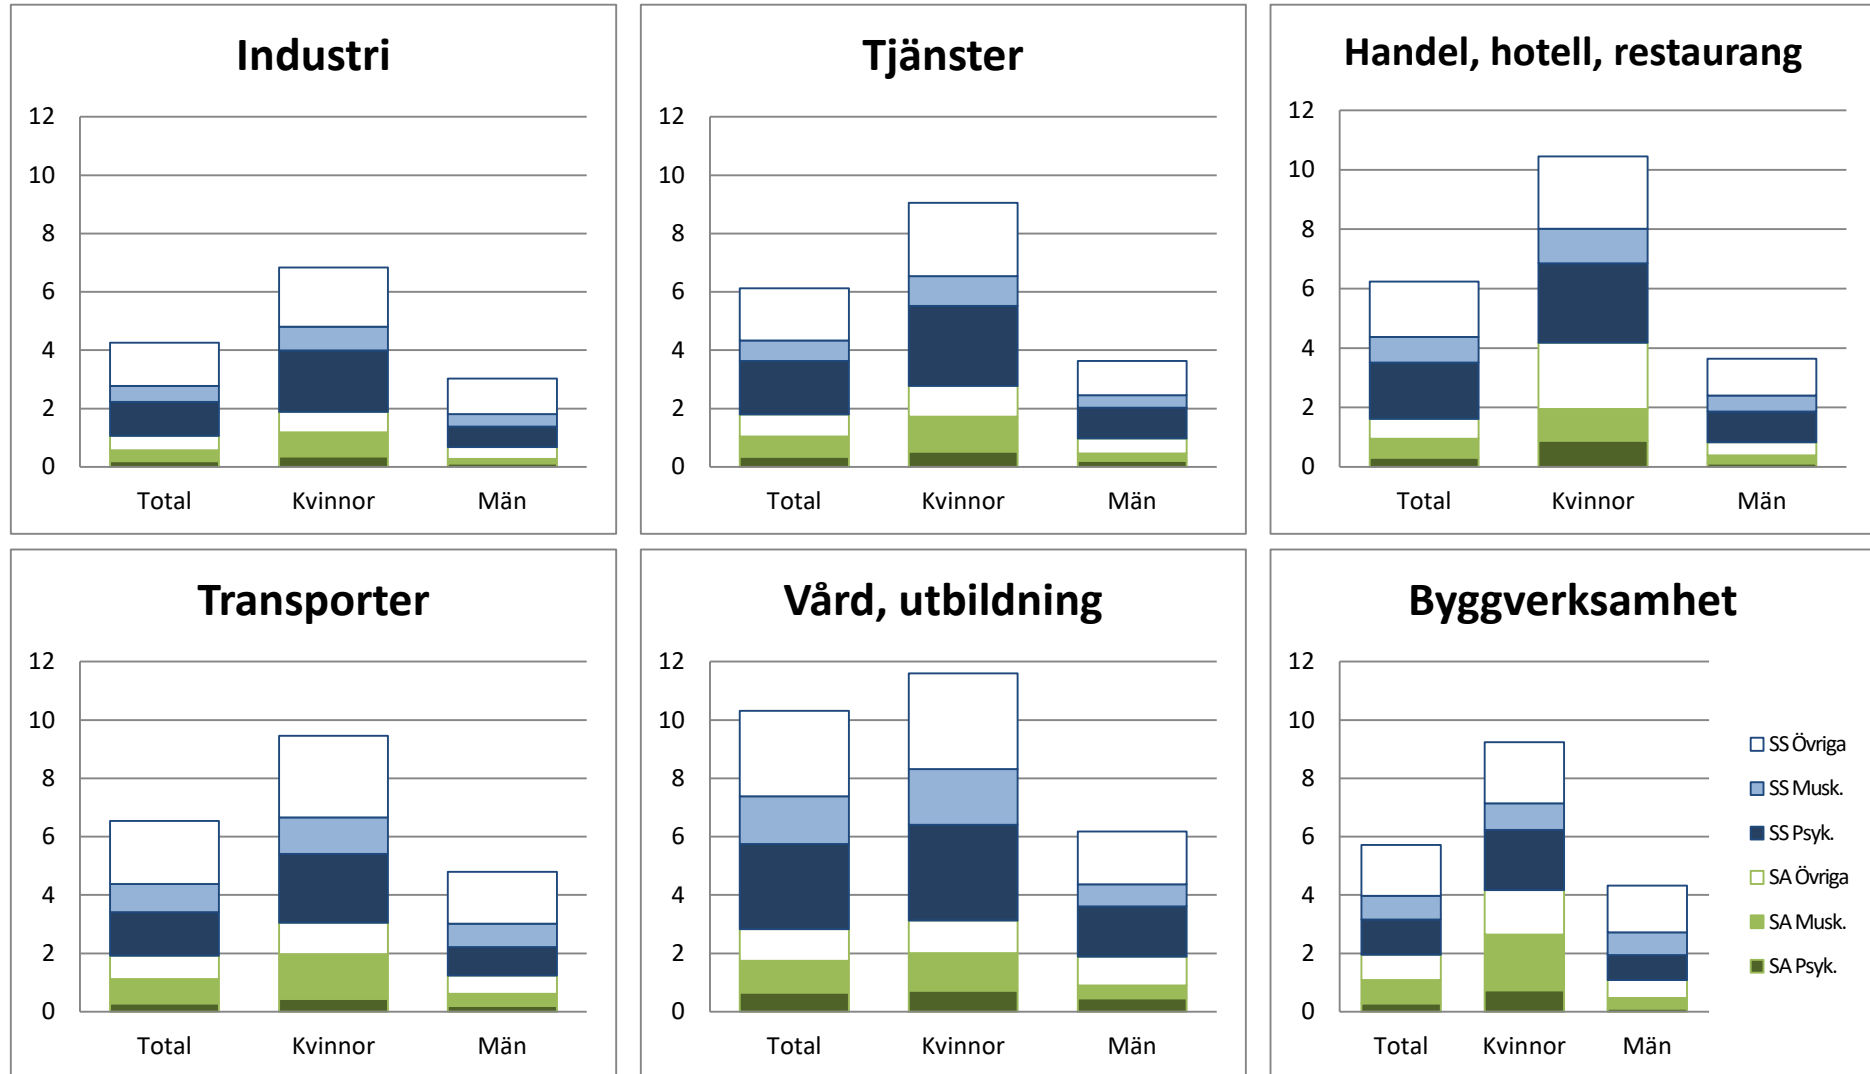 Industri
12
10
8
6
4
2
0
Total Kvinnor Män
Tjänster
12
10
8
6
4
2
0
Total Kvinnor Män
Handel, hotell, restaurang
12
10
8
6
4
2
0
Total Kvinnor Män
Transporter
12
10
8
6
4
2
0
Total Kvinnor Män
Vård, utbildning
12
10
8
6
4
2
0
Total Kvinnor Män
Byggverksamhet
12
10
8
6
4
2
0
Total Kvinnor Män
SS Övriga
SS Musk.
SS Psyk.
SA Övriga
SA Musk.
SA Psyk.